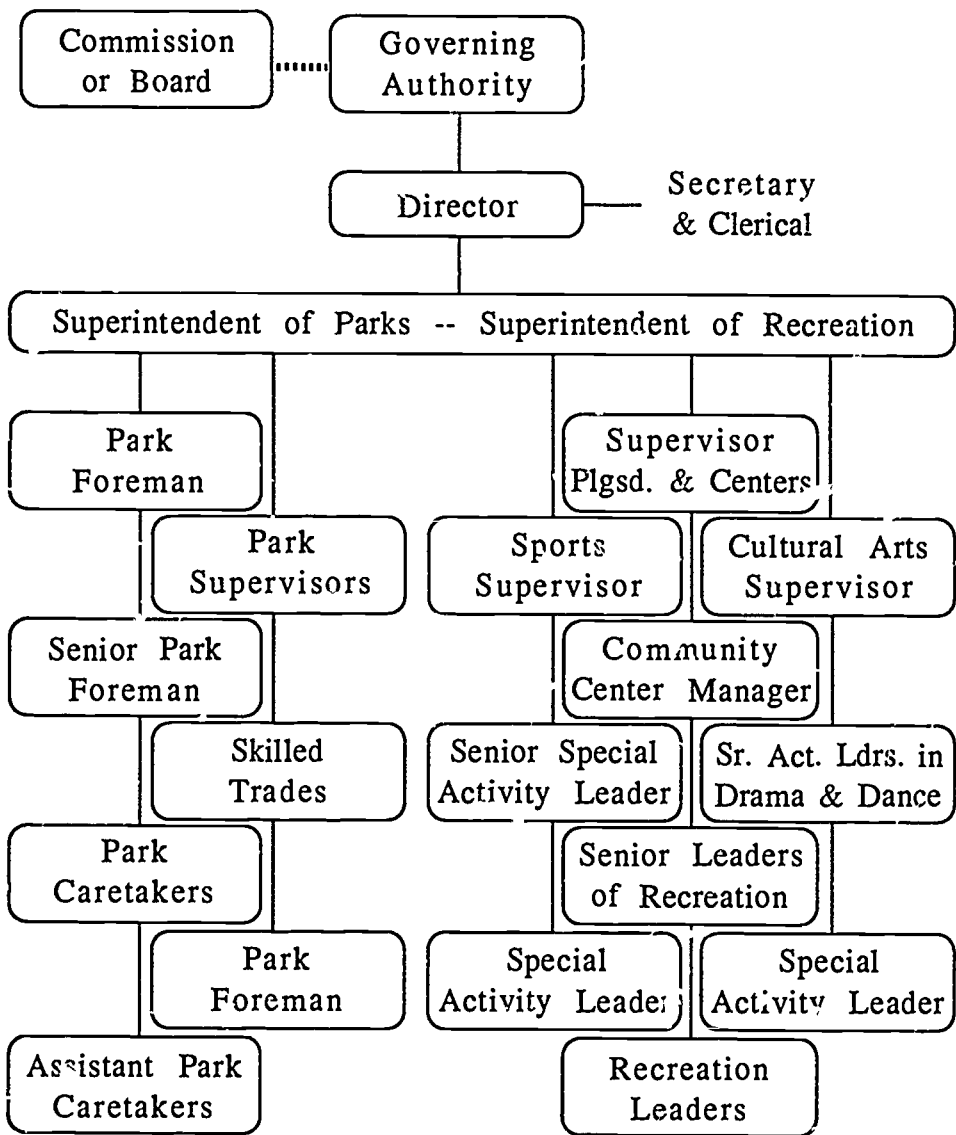 Commission
or Board
Governing
Authority
Director
Secretary
& Clerical
Superintendent of Parks -- Superintendent of Recreation
Park
Foreman
Supervisor
Plgsd. & Centers
Park
Supervisors
Sports
Supervisor
Cultural Arts
Supervisor
Senior Park
Foreman
Community
Center Manager
Skilled
Trades
Senior Special
Activity Leader
Sr. Act. Ldrs. in
Drama & Dance
Park
Caretakers
Senior Leaders
of Recreation
Park
Foreman
Special
Activity Leader
Special
Activity Leader
Assistant Park
Caretakers
Recreation
Leaders